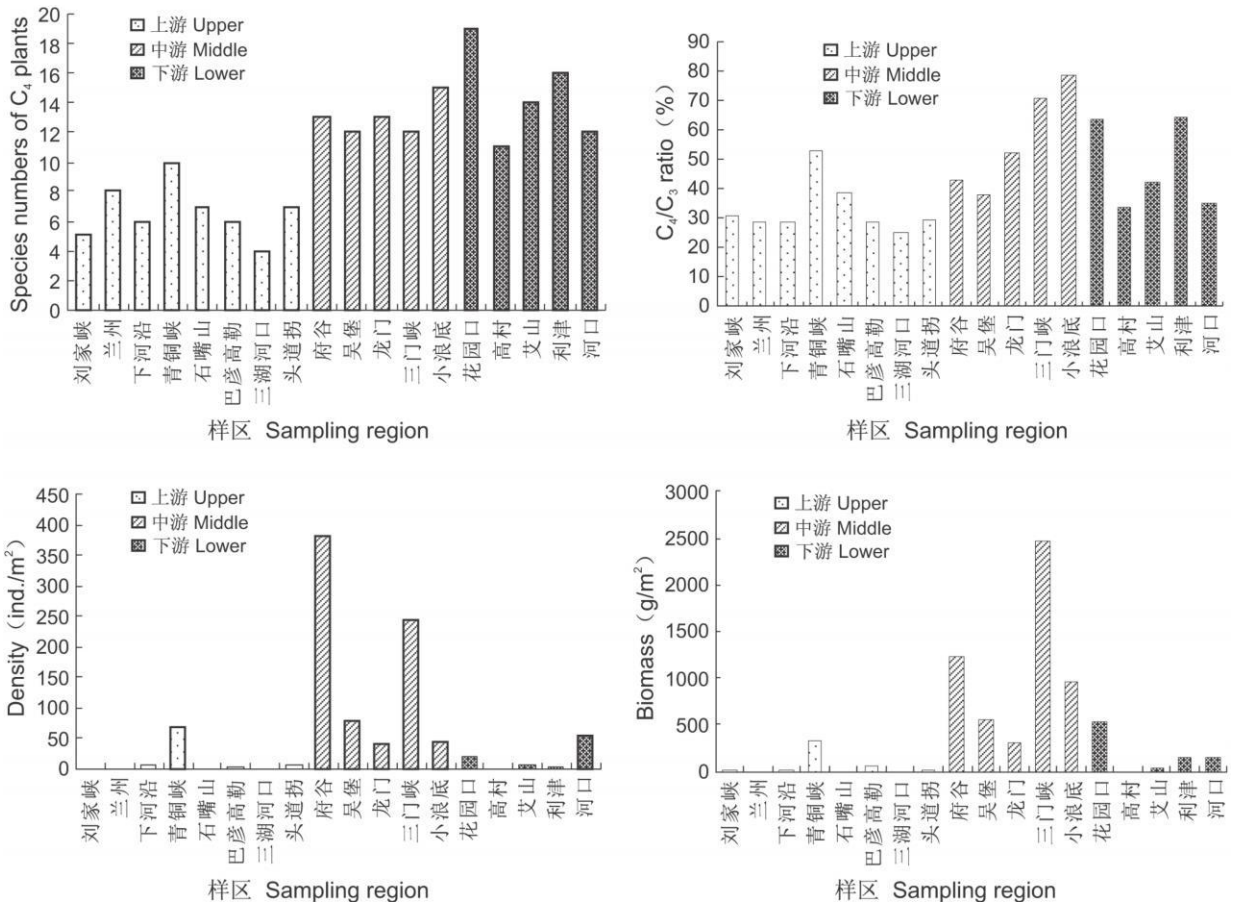 Species numbers of C₄ plants
20
18
16
14
12
10
8
6
4
2
0
上游 Upper
中游 Middle
下游 Lower
刘家峡
兰州
下河沿
青铜峡
石嘴山
巴彦高勒
三湖河口
头道拐
府谷
吴堡
龙门
三门峡
小浪底
花园口
高村
艾山
利津
河口
样区 Sampling region
C₄/C₃ ratio（%）
90
80
70
60
50
40
30
20
10
0
上游 Upper
中游 Middle
下游 Lower
刘家峡
兰州
下河沿
青铜峡
石嘴山
巴彦高勒
三湖河口
头道拐
府谷
吴堡
龙门
三门峡
小浪底
花园口
高村
艾山
利津
河口
样区 Sampling region
Density（ind./m²）
450
400
350
300
250
200
150
100
50
0
上游 Upper
中游 Middle
下游 Lower
刘家峡
兰州
下河沿
青铜峡
石嘴山
巴彦高勒
三湖河口
头道拐
府谷
吴堡
龙门
三门峡
小浪底
花园口
高村
艾山
利津
河口
样区 Sampling region
Biomass（g/m²）
3000
2500
2000
1500
1000
500
0
上游 Upper
中游 Middle
下游 Lower
刘家峡
兰州
下河沿
青铜峡
石嘴山
巴彦高勒
三湖河口
头道拐
府谷
吴堡
龙门
三门峡
小浪底
花园口
高村
艾山
利津
河口
样区 Sampling region